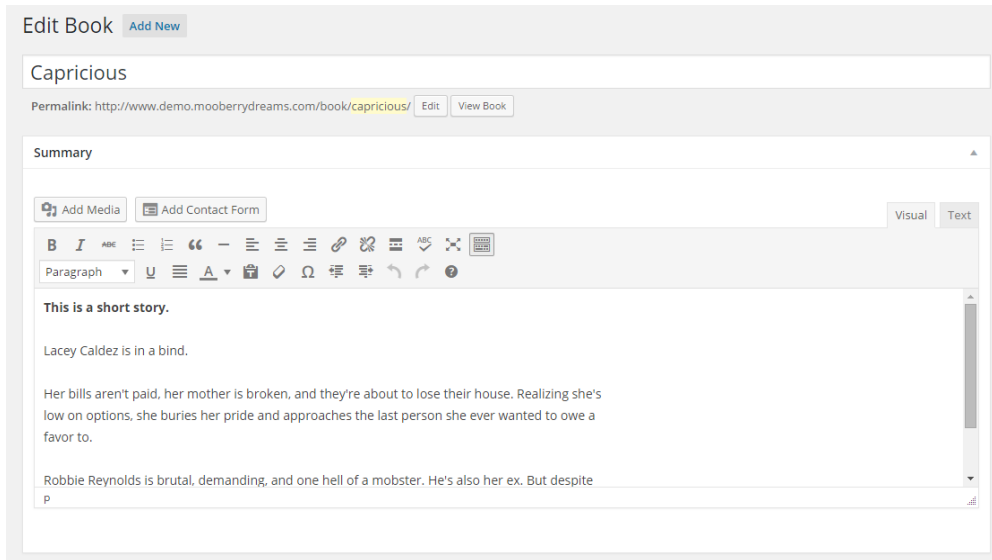 Edit Book Add New
Capricious
Permalink: http://www.demo.mooberrydreams.com/book/capricious/ Edit View Book
Summary
Add Media Add Contact Form
Visual Text
B I ABC ABC
Paragraph U A T Ω
This is a short story.
Lacey Caldez is in a bind.
Her bills aren't paid, her mother is broken, and they're about to lose their house. Realizing she's
low on options, she buries her pride and approaches the last person she ever wanted to owe a
favor to.
Robbie Reynolds is brutal, demanding, and one hell of a mobster. He's also her ex. But despite
p